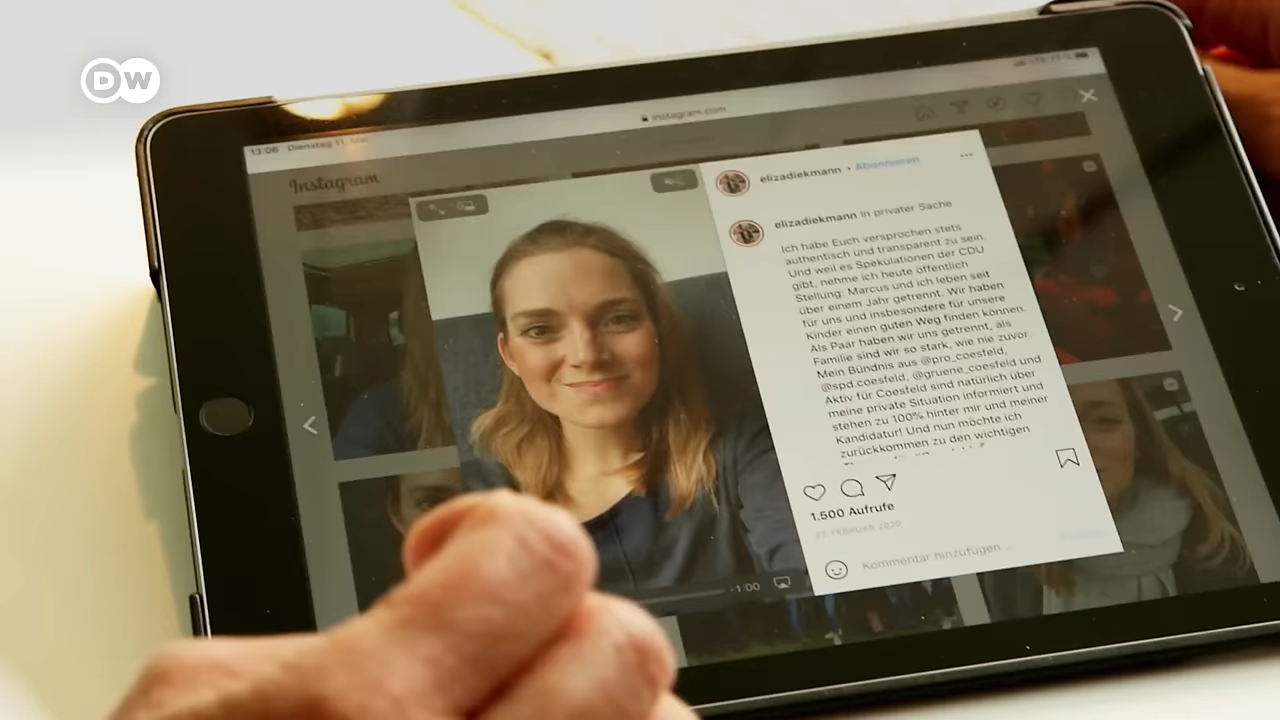 DW
13:06 Dienstag 11. Mai
instagram.com
Instagram
elizadiekmann • Abonnieren
elizadiekmann in privater Sache
Ich habe Euch versprochen stets
authentisch und transparent zu sein.
Und weil es Spekulationen der CDU
gibt, nehme ich heute öffentlich
Stellung: Marcus und ich leben seit
über einem Jahr getrennt. Wir haben
für uns und insbesondere für unsere
Kinder einen guten Weg finden können.
Als Paar haben wir uns getrennt, als
Familie sind wir so stark, wie nie zuvor.
Mein Bündnis aus @pro_coesfeld,
@spd.coesfeld, @gruene_coesfeld und
Aktiv für Coesfeld sind natürlich über
meine private Situation informiert und
stehen zu 100% hinter mir und meiner
Kandidatur! Und nun möchte ich
zurückkommen zu den wichtigen
1.500 Aufrufe
27. FEBRUAR 2020
Kommentar hinzufügen ...
-1:00